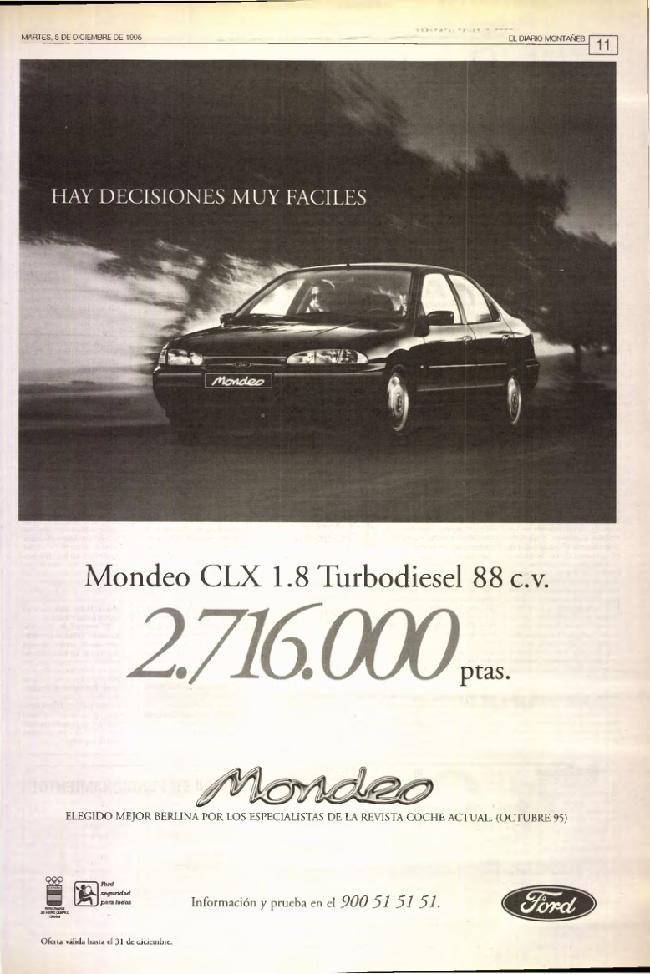 MARTES, 5 DE DICIEMBRE DE 1995
EL DIARIO MONTAÑES
11
HAY DECISIONES MUY FACILES
Mondeo
Mondeo CLX 1.8 Turbodiesel 88 c.v.
2.716.000 ptas.
Mondeo
ELEGIDO MEJOR BERLINA POR LOS ESPECIALISTAS DE LA REVISTA COCHE ACTUAL. (OCTUBRE 95)
Ford
seguridad
para todos
Información y prueba en el 900 51 51 51.
Ford
Oferta válida hasta el 31 de diciembre.